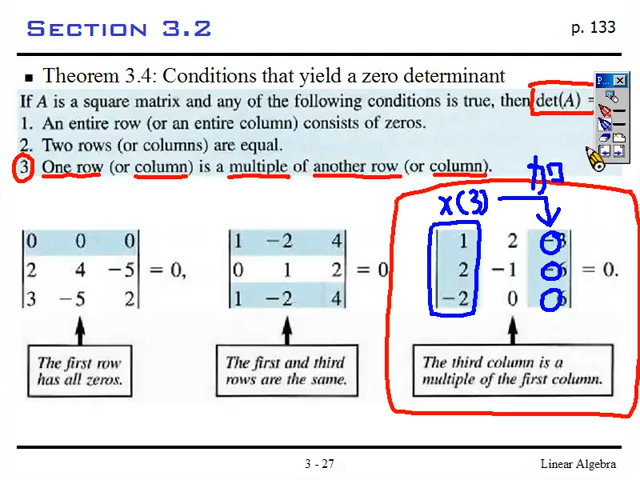 SECTION 3.2
p. 133
▪ Theorem 3.4: Conditions that yield a zero determinant
If A is a square matrix and any of the following conditions is true, then det(A) =
1. An entire row (or an entire column) consists of zeros.
2. Two rows (or columns) are equal.
3. One row (or column) is a multiple of another row (or column).
x(3) 加
|0 0 0|
|2 4 −5| = 0,
|3 −5 2|
|1 −2 4|
|0 1 2| = 0
|1 −2 4|
|1 2 −3|
|2 −1 −6| = 0.
|−2 0 6|
The first row
has all zeros.
The first and third
rows are the same.
The third column is a
multiple of the first column.
3 - 27
Linear Algebra